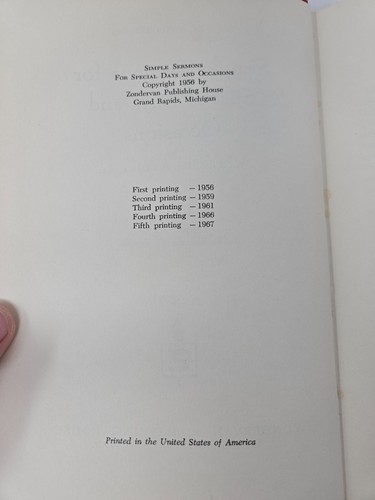 SIMPLE SERMONS
FOR SPECIAL DAYS AND OCCASIONS
Copyright 1956 by
Zondervan Publishing House
Grand Rapids, Michigan
First printing — 1956
Second printing — 1959
Third printing — 1961
Fourth printing — 1966
Fifth printing — 1967
Printed in the United States of America